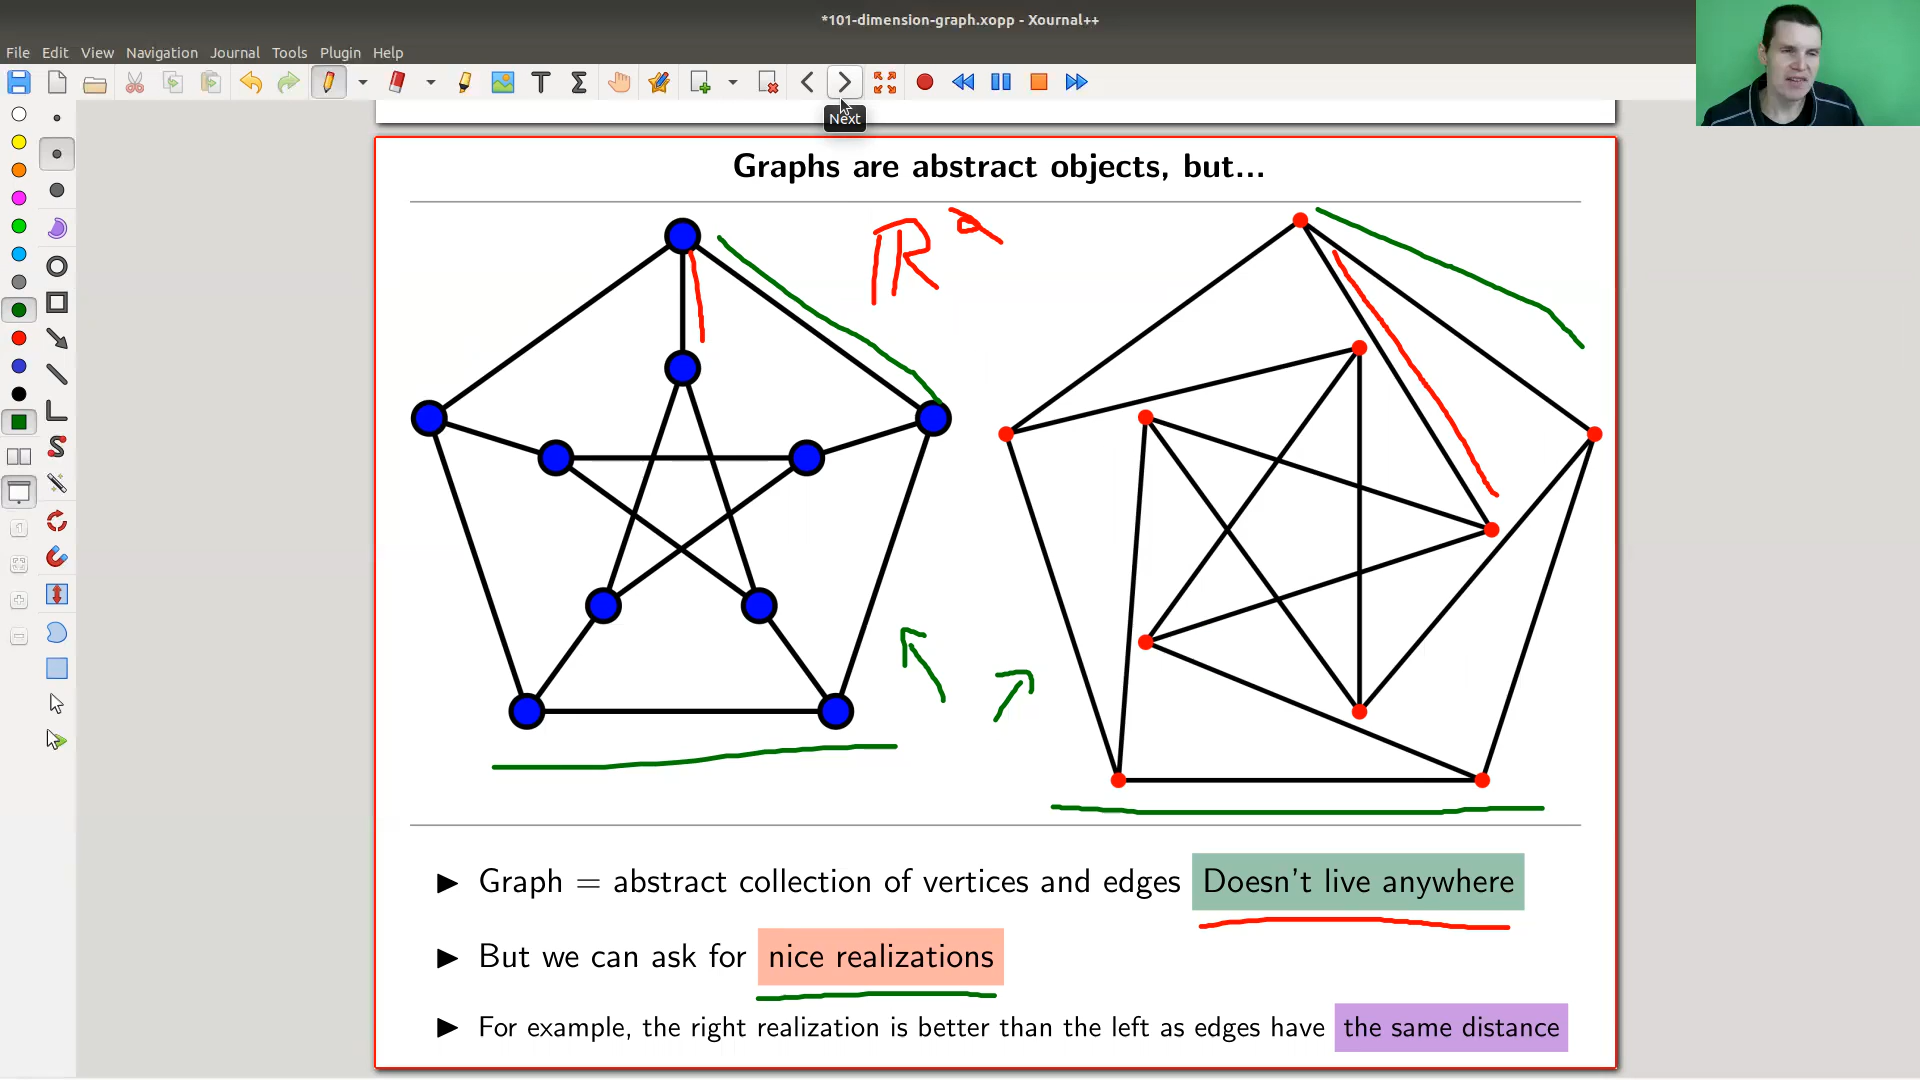 *101-dimension-graph.xopp - Xournal++
File Edit View Navigation Journal Tools Plugin Help
Next
Graphs are abstract objects, but...
ℝ²
▶ Graph = abstract collection of vertices and edges Doesn't live anywhere
▶ But we can ask for nice realizations
▶ For example, the right realization is better than the left as edges have the same distance